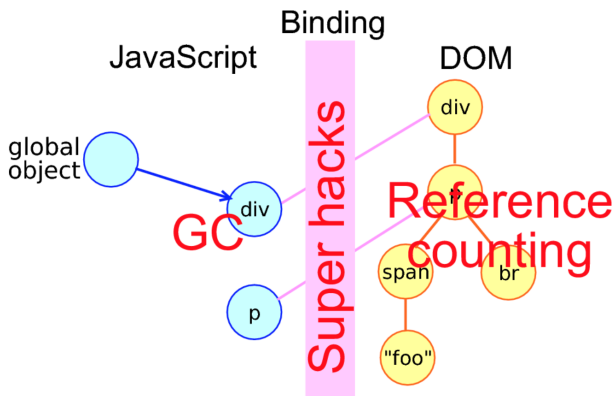 Binding
JavaScript
DOM
global
object
div
GC
p
Super hacks
div
p
Reference
counting
span
br
"foo"